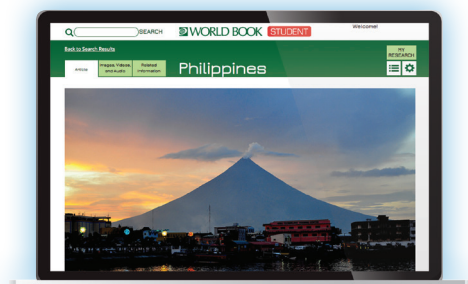 SEARCH
WORLD BOOK STUDENT
Welcome!
Back to Search Results
MY RESEARCH
Article
Images, Videos, and Audio
Related Information
Philippines